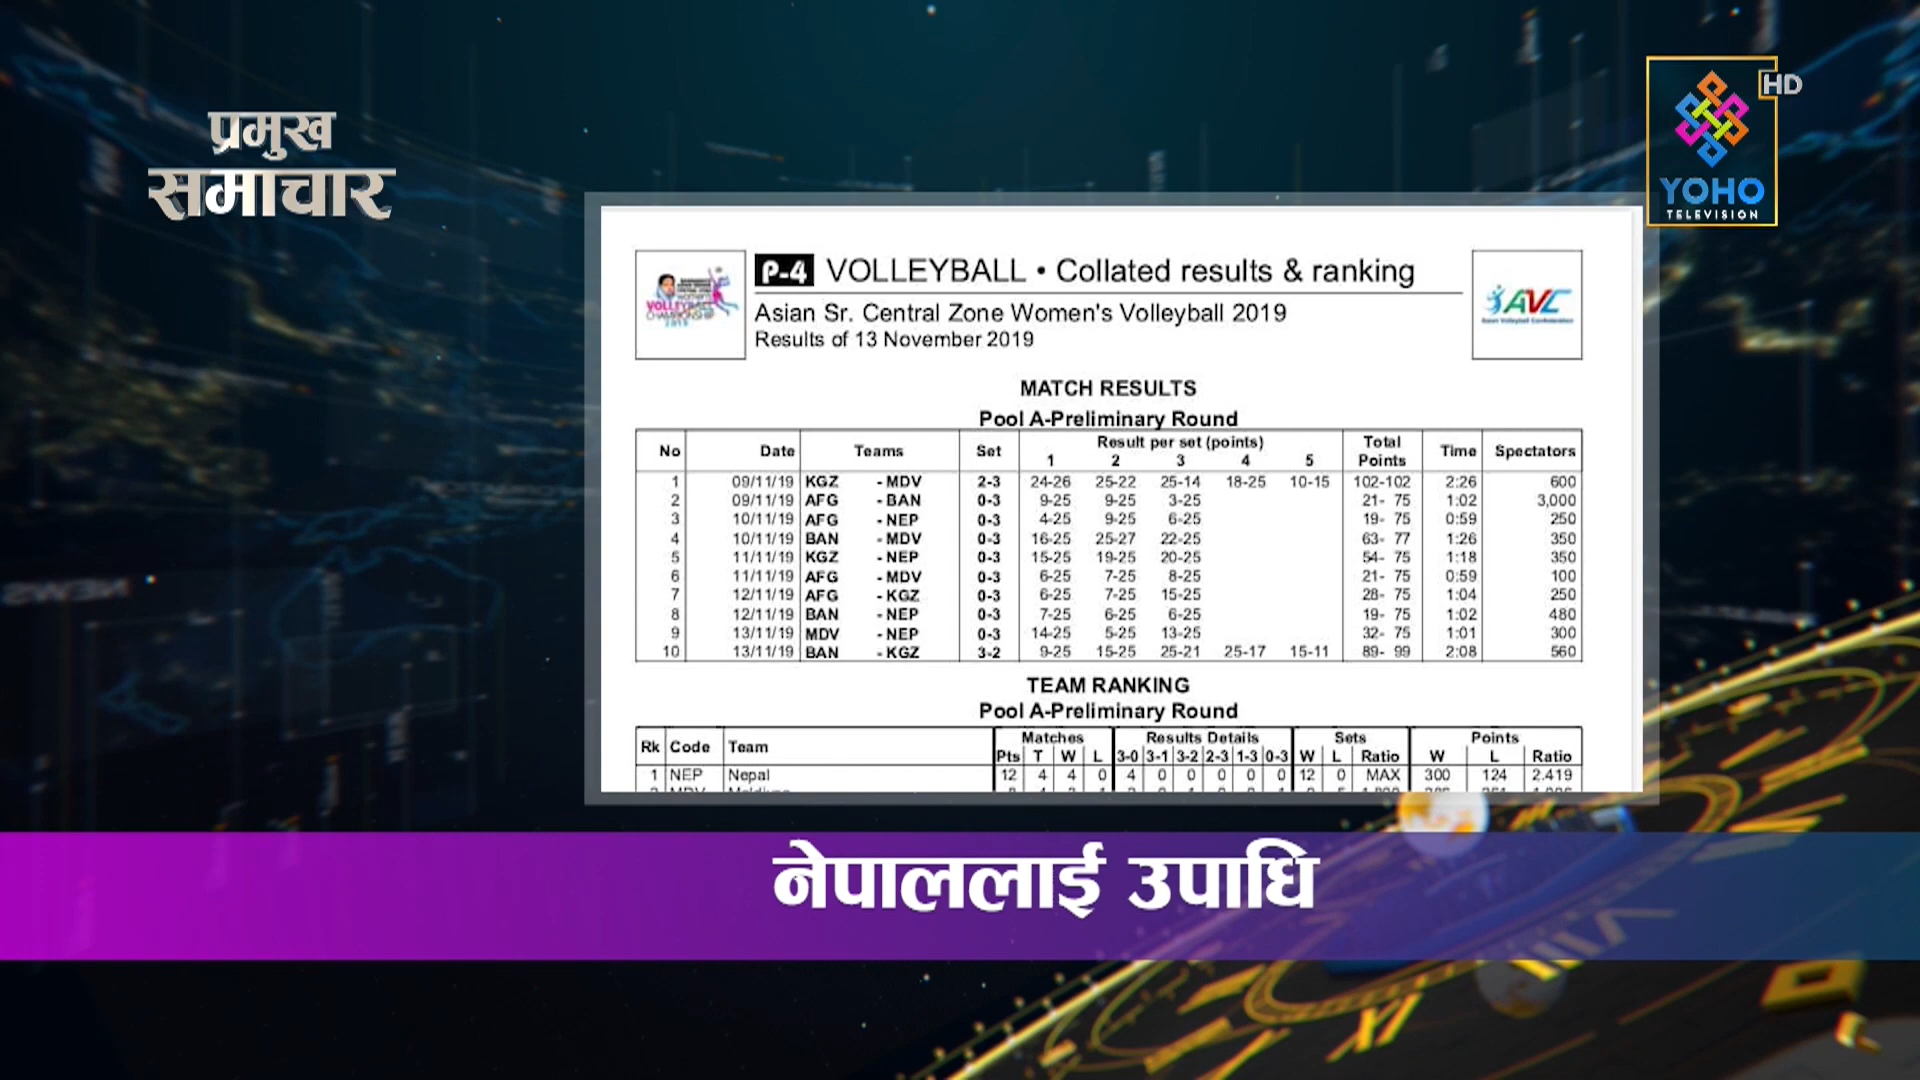 प्रमुख
समाचार
HD
YOHO
TELEVISION
P-4 VOLLEYBALL • Collated results & ranking
Asian Sr. Central Zone Women's Volleyball 2019
Results of 13 November 2019
VOLLEYBALL
CHAMPIONSHIP
2019
AVC
Asian Volleyball Confederation
MATCH RESULTS
Pool A-Preliminary Round
No Date Teams Set Result per set (points) Total Points Time Spectators
1 2 3 4 5
1 09/11/19 KGZ - MDV 2-3 24-26 25-22 25-14 18-25 10-15 102-102 2:26 600
2 09/11/19 AFG - BAN 0-3 9-25 9-25 3-25 21- 75 1:02 3,000
3 10/11/19 AFG - NEP 0-3 4-25 9-25 6-25 19- 75 0:59 250
4 10/11/19 BAN - MDV 0-3 16-25 25-27 22-25 63- 77 1:26 350
5 11/11/19 KGZ - NEP 0-3 15-25 19-25 20-25 54- 75 1:18 350
6 11/11/19 AFG - MDV 0-3 6-25 7-25 8-25 21- 75 0:59 100
7 12/11/19 AFG - KGZ 0-3 6-25 7-25 15-25 28- 75 1:04 250
8 12/11/19 BAN - NEP 0-3 7-25 6-25 6-25 19- 75 1:02 480
9 13/11/19 MDV - NEP 0-3 14-25 5-25 13-25 32- 75 1:01 300
10 13/11/19 BAN - KGZ 3-2 9-25 15-25 25-21 25-17 15-11 89- 99 2:08 560
TEAM RANKING
Pool A-Preliminary Round
Rk Code Team Matches Results Details Sets Points
Pts T W L 3-0 3-1 3-2 2-3 1-3 0-3 W L Ratio W L Ratio
1 NEP Nepal 12 4 4 0 4 0 0 0 0 0 12 0 MAX 300 124 2.419
नेपाललाई उपाधि